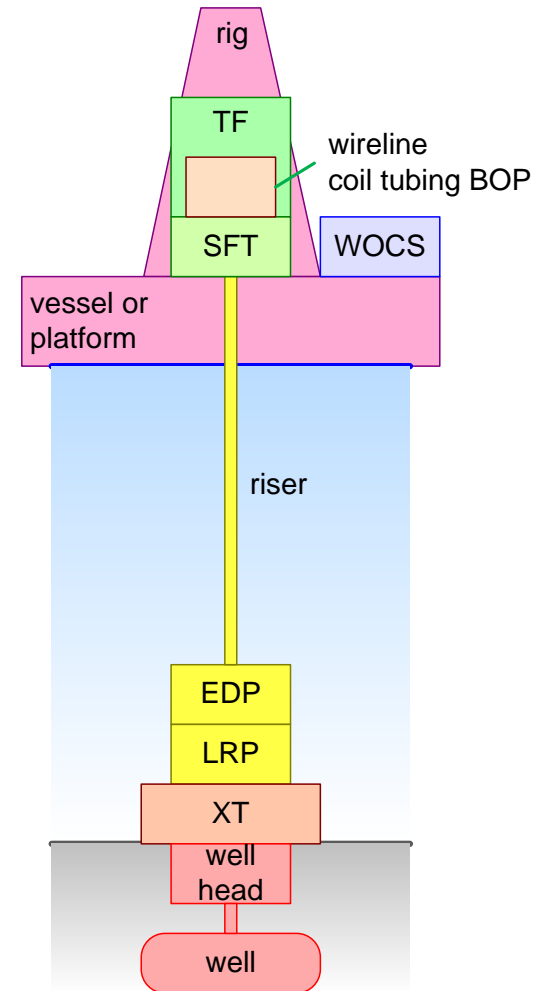 rig
TF
wireline
coil tubing BOP
SFT
WOCS
vessel or
platform
riser
EDP
LRP
XT
well
head
well